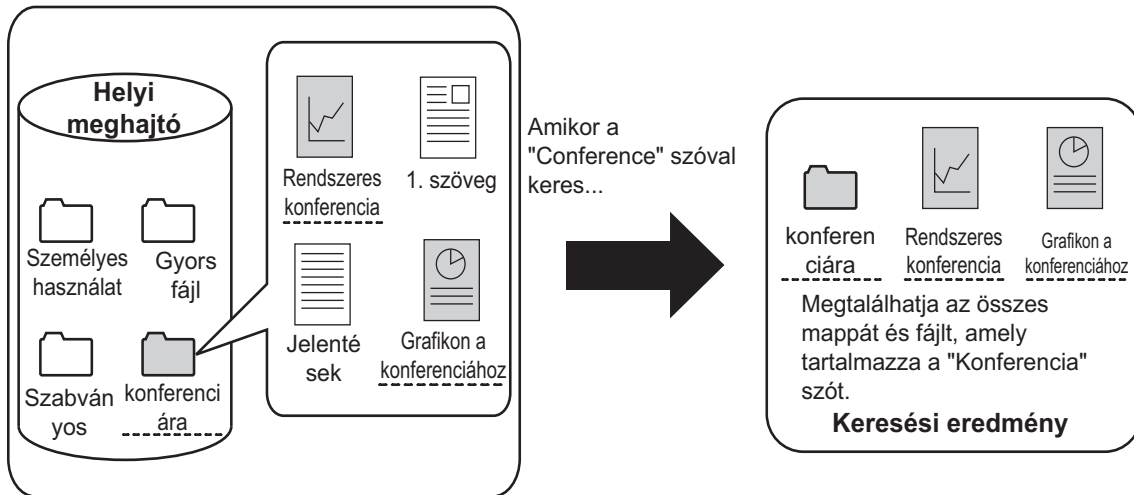 Helyi
meghajtó
Személyes
használat
Gyors
fájl
Szabván
yos
konferenci
ára
Rendszeres
konferencia
1. szöveg
Jelenté
sek
Grafikon a
konferenciához
Amikor a
"Conference" szóval
keres...
konferen
ciára
Rendszeres
konferencia
Grafikon a
konferenciához
Megtalálhatja az összes
mappát és fájlt, amely
tartalmazza a "Konferencia"
szót.
Keresési eredmény